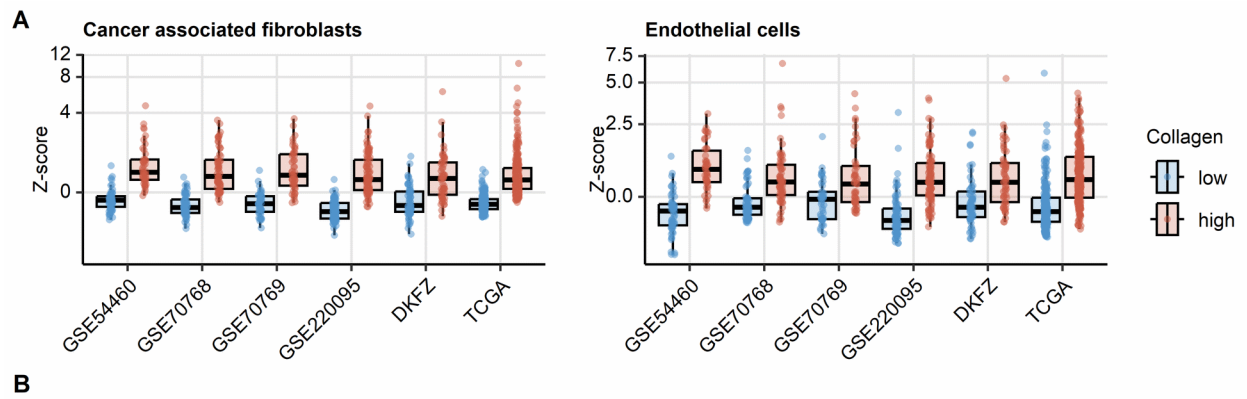 A
Cancer associated fibroblasts
Z-score
12
8
4
0
GSE54460
GSE70768
GSE70769
GSE220095
DKFZ
TCGA
Endothelial cells
Z-score
7.5
5.0
2.5
0.0
GSE54460
GSE70768
GSE70769
GSE220095
DKFZ
TCGA
Collagen
low
high
B